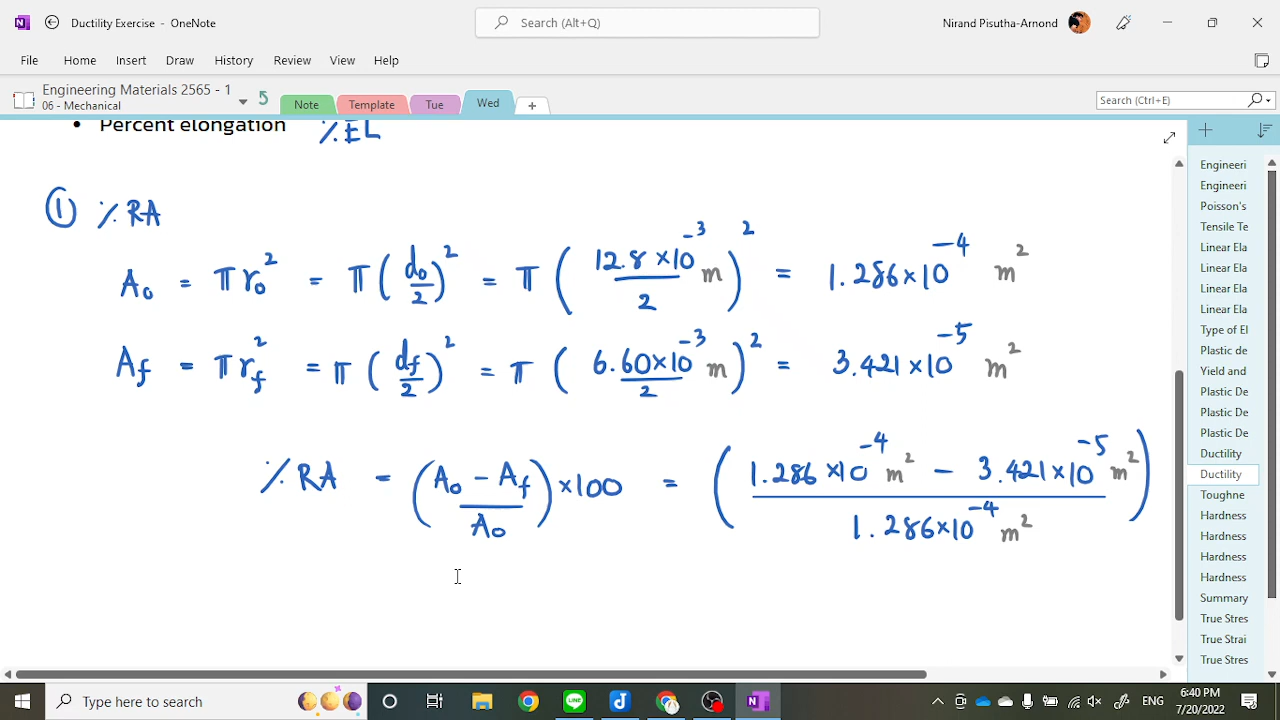 Ductility Exercise - OneNote
Search (Alt+Q)
Nirand Pisutha-Arnond
File Home Insert Draw History Review View Help
Engineering Materials 2565 - 1
06 - Mechanical
Note Template Tue Wed +
Search (Ctrl+E)
• Percent elongation %EL
① % RA
A₀ = π r₀² = π (d₀/2)² = π (12.8 ×10⁻³ m / 2)² = 1.286×10⁻⁴ m²
A_f = π r_f² = π (d_f/2)² = π (6.60×10⁻³ m / 2)² = 3.421 ×10⁻⁵ m²
% RA = ((A₀ - A_f) / A₀) ×100 = ((1.286 ×10⁻⁴ m² - 3.421×10⁻⁵ m²) / 1.286×10⁻⁴ m²)
Engineeri
Engineeri
Poisson's
Tensile Te
Linear Ela
Linear Ela
Linear Ela
Linear Ela
Type of El
Plastic de
Yield and
Plastic De
Plastic De
Plastic De
Ductility
Ductility
Toughne
Hardness
Hardness
Hardness
Hardness
Summary
True Stres
True Strai
True Stres
Type here to search
ENG
6:40 PM
7/20/2022